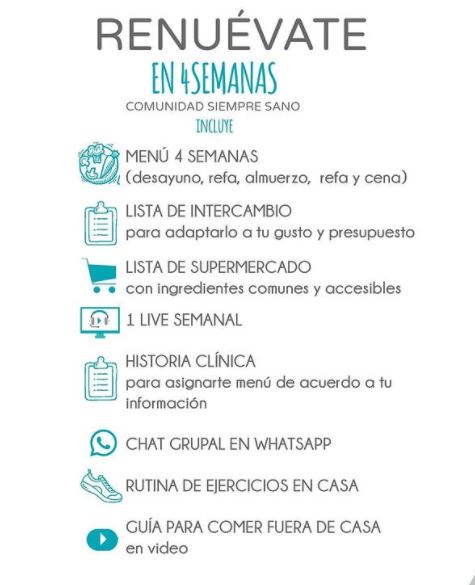 RENUÉVATE
EN 4SEMANAS
COMUNIDAD SIEMPRE SANO
INCLUYE
MENÚ 4 SEMANAS
(desayuno, refa, almuerzo, refa y cena)
LISTA DE INTERCAMBIO
para adaptarlo a tu gusto y presupuesto
LISTA DE SUPERMERCADO
con ingredientes comunes y accesibles
1 LIVE SEMANAL
HISTORIA CLÍNICA
para asignarte menú de acuerdo a tu
información
CHAT GRUPAL EN WHATSAPP
RUTINA DE EJERCICIOS EN CASA
GUÍA PARA COMER FUERA DE CASA
en video